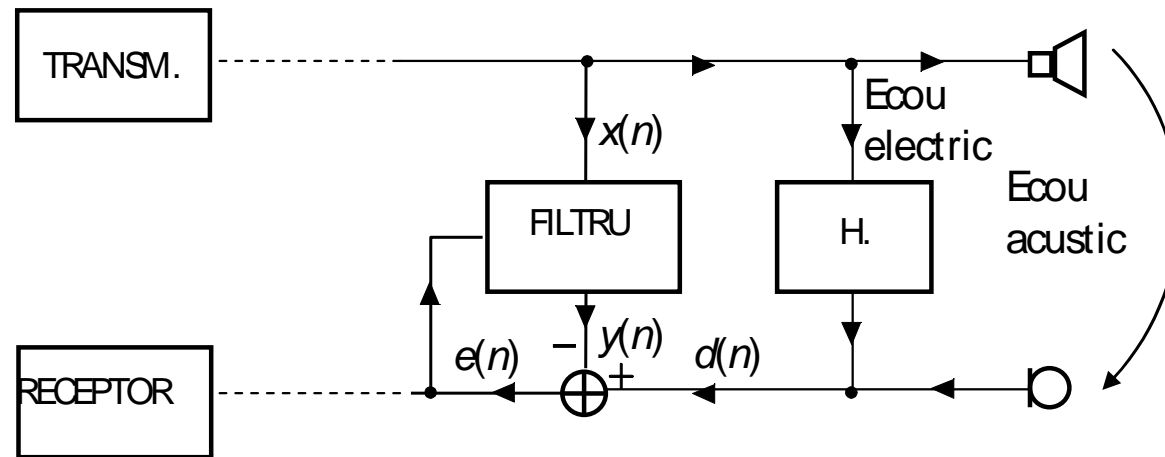 TRANSM.
Ecou
electric
x(n)
Ecou
acustic
FILTRU
H.
− y(n)
e(n)
+
d(n)
RECEPTOR